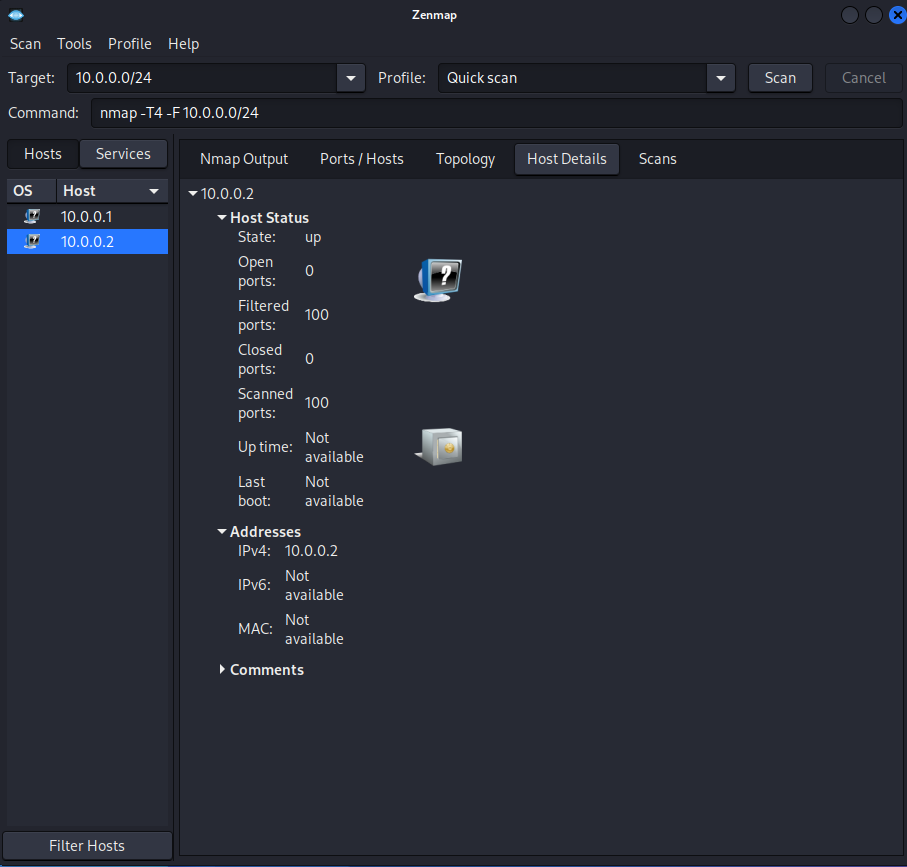 Zenmap
Scan Tools Profile Help
Target: 10.0.0.0/24 Profile: Quick scan Scan Cancel
Command: nmap -T4 -F 10.0.0.0/24
Hosts Services
OS Host
10.0.0.1
10.0.0.2
Nmap Output Ports / Hosts Topology Host Details Scans
10.0.0.2
Host Status
State: up
Open
ports:
0
Filtered
ports:
100
Closed
ports:
0
Scanned
ports:
100
Up time:
Not
available
Last
boot:
Not
available
?
Addresses
IPv4: 10.0.0.2
IPv6:
Not
available
MAC:
Not
available
Comments
Filter Hosts